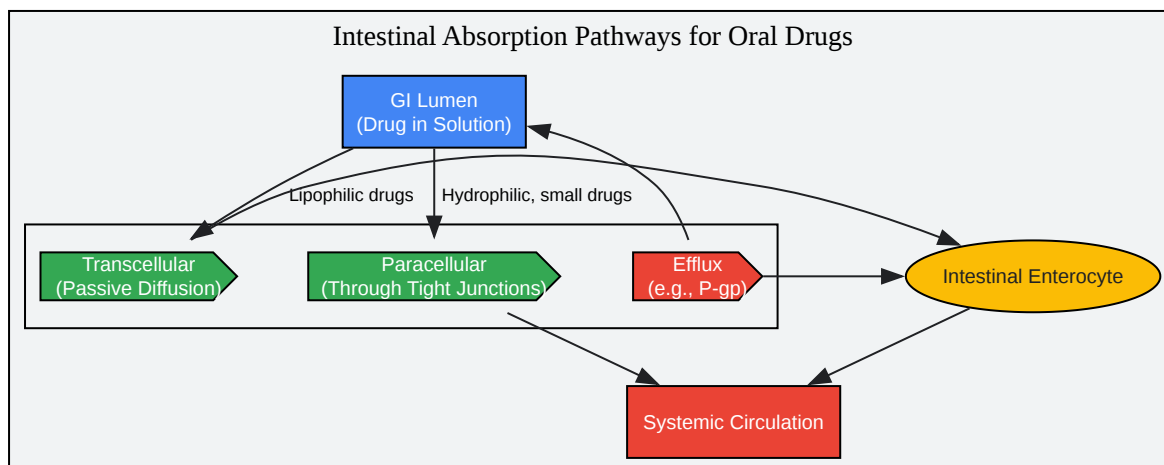 Intestinal Absorption Pathways for Oral Drugs
GI Lumen
(Drug in Solution)
Lipophilic drugs
Hydrophilic, small drugs
Transcellular
(Passive Diffusion)
Paracellular
(Through Tight Junctions)
Efflux
(e.g., P-gp)
Intestinal Enterocyte
Systemic Circulation